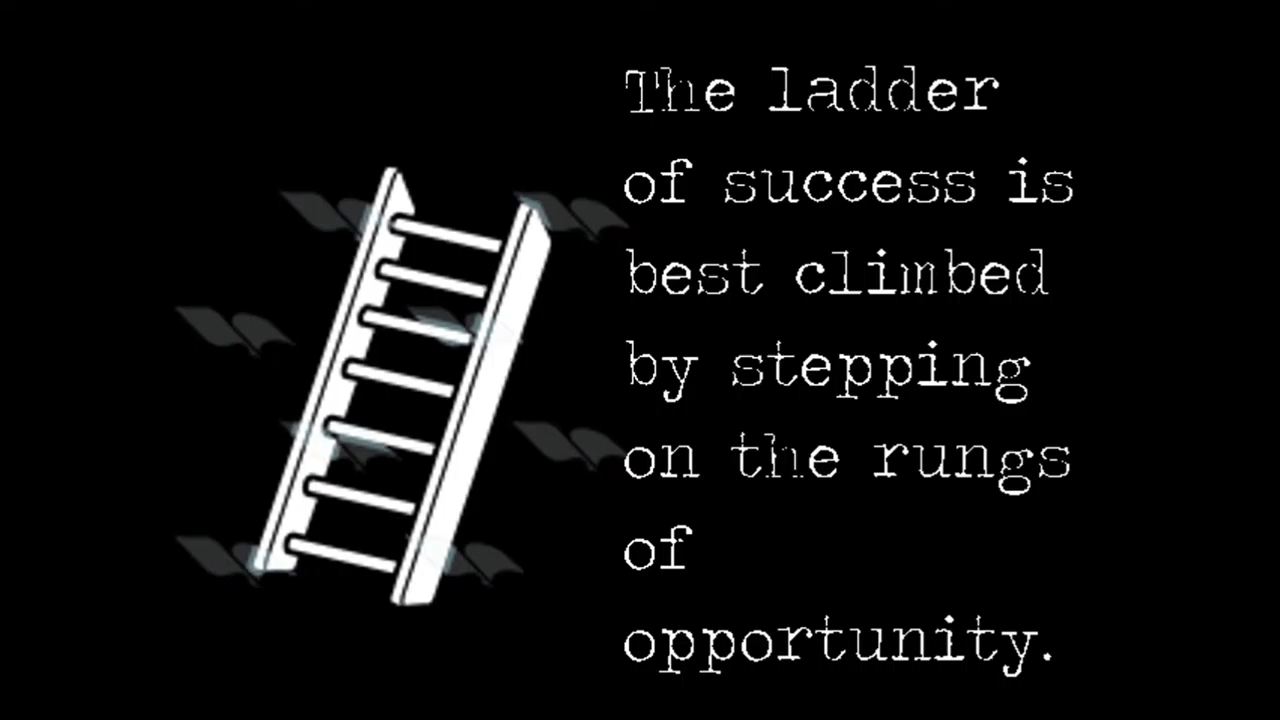 The ladder
of success is
best climbed
by stepping
on the rungs
of
opportunity.